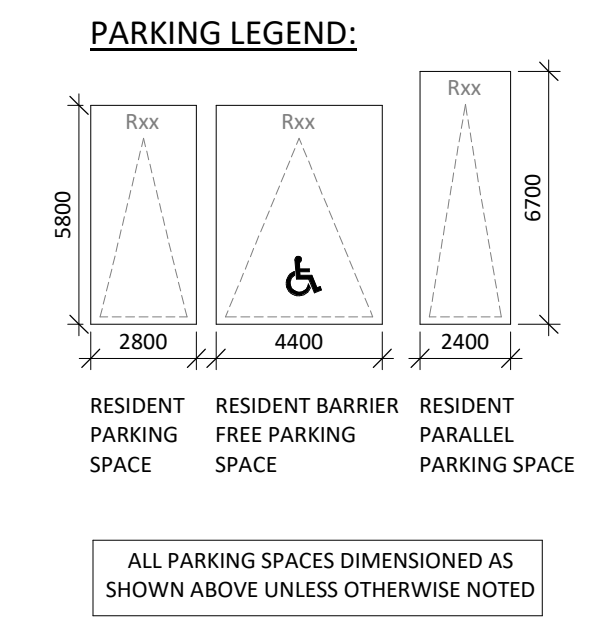 PARKING LEGEND:
Rxx
Rxx
Rxx
5800
6700
2800
4400
2400
RESIDENT
PARKING
SPACE
RESIDENT BARRIER
FREE PARKING
SPACE
RESIDENT
PARALLEL
PARKING SPACE
ALL PARKING SPACES DIMENSIONED AS
SHOWN ABOVE UNLESS OTHERWISE NOTED